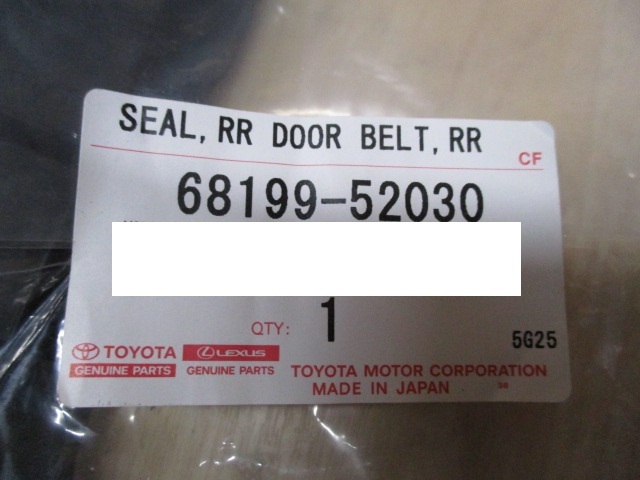 SEAL, RR DOOR BELT, RR
CF
68199-52030
QTY: 1
5G25
TOYOTA
GENUINE PARTS
LEXUS
GENUINE PARTS
TOYOTA MOTOR CORPORATION
MADE IN JAPAN